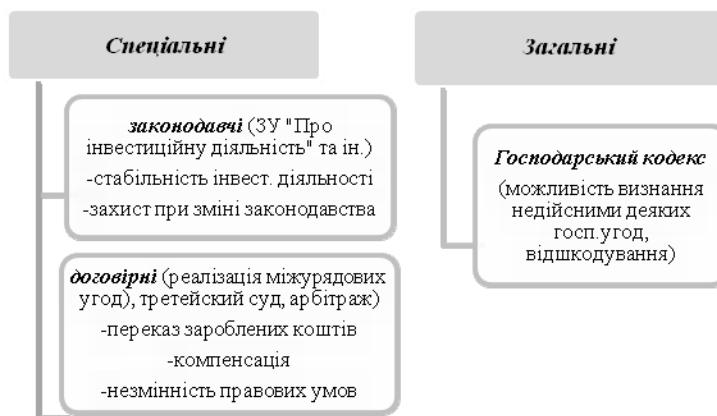 Спеціальні
законодавчі (ЗУ "Про
інвестиційну діяльність" та ін.)
-стабільність інвест. діяльності
-захист при зміні законодавства
договірні (реалізація міжурядових
угод), третейский суд, арбітраж)
-переказ зароблених коштів
-компенсація
-незмінність правових умов
Загальні
Господарський кодекс
(можливість визнання
недійсними деяких
госп.угод,
відшкодування)